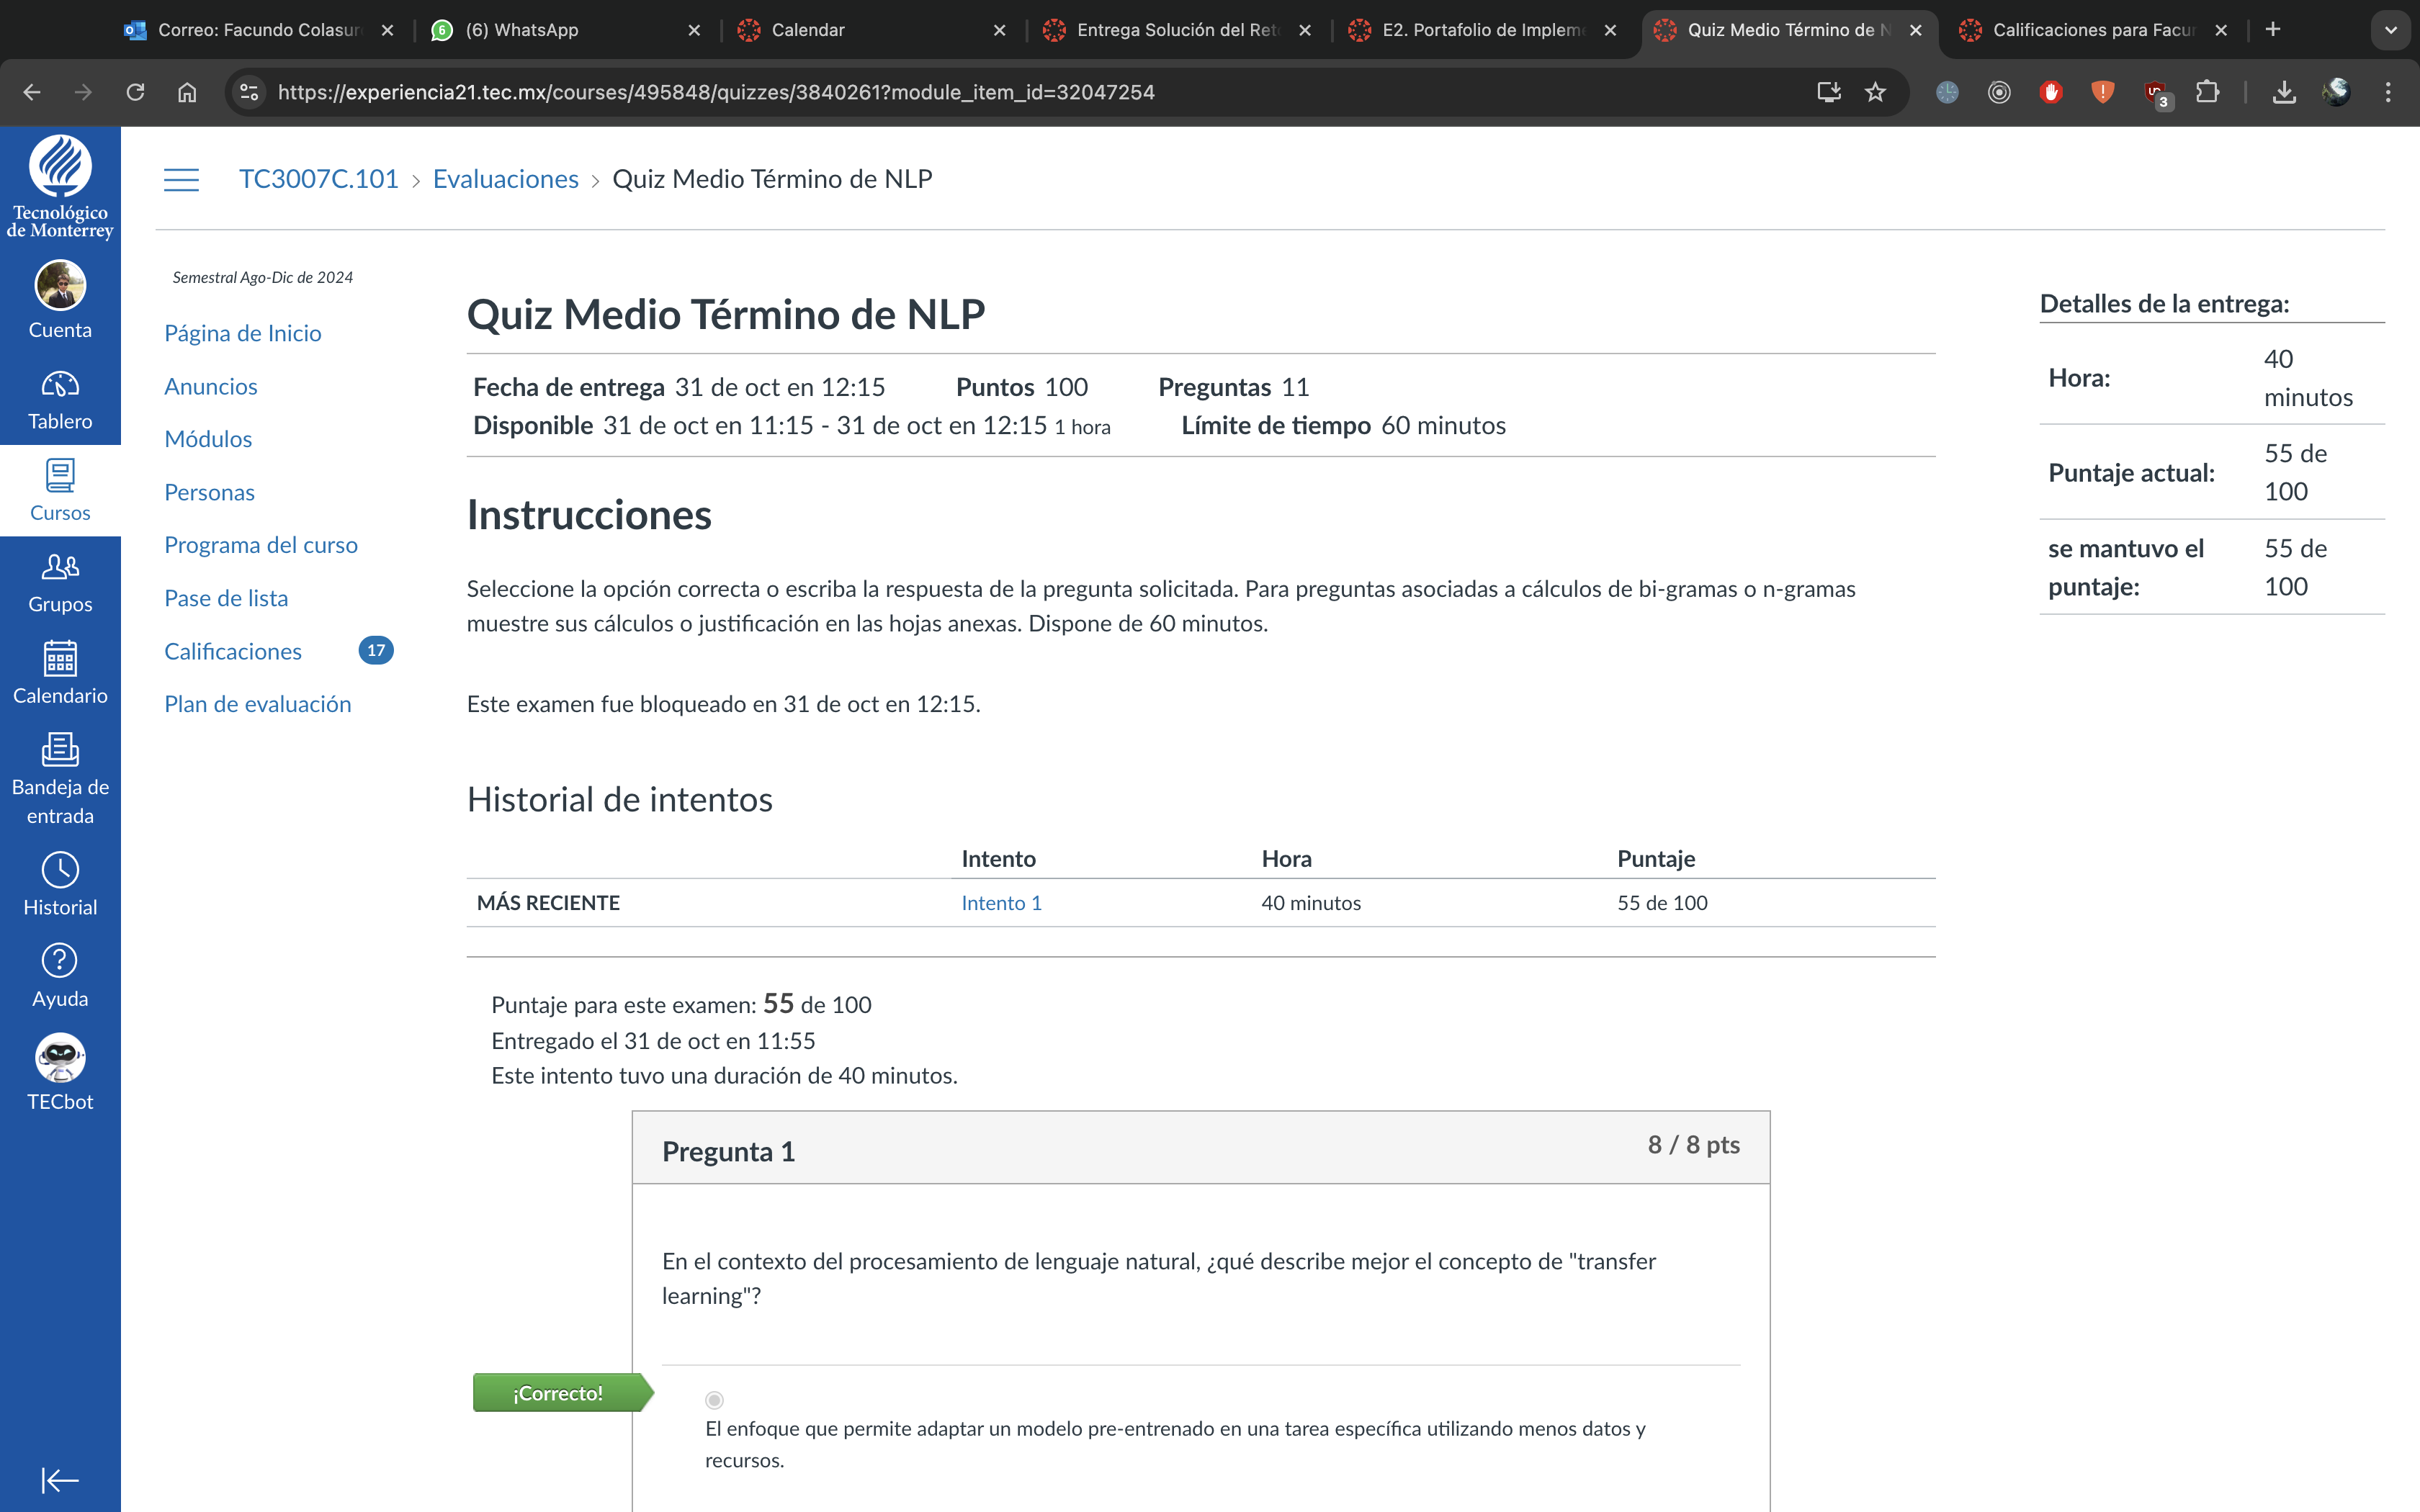 Correo: Facundo Colasur
(6) WhatsApp
Calendar
Entrega Solución del Ret
E2. Portafolio de Implem
Quiz Medio Término de N
Calificaciones para Facun
https://experiencia21.tec.mx/courses/495848/quizzes/3840261?module_item_id=32047254
3
Tecnológico
de Monterrey
Cuenta
Tablero
Cursos
Grupos
Calendario
Bandeja de
entrada
Historial
Ayuda
TECbot
TC3007C.101 > Evaluaciones > Quiz Medio Término de NLP
Semestral Ago-Dic de 2024
Página de Inicio
Anuncios
Módulos
Personas
Programa del curso
Pase de lista
Calificaciones 17
Plan de evaluación
Quiz Medio Término de NLP
Fecha de entrega 31 de oct en 12:15 Puntos 100 Preguntas 11
Disponible 31 de oct en 11:15 - 31 de oct en 12:15 1 hora Límite de tiempo 60 minutos
Instrucciones
Seleccione la opción correcta o escriba la respuesta de la pregunta solicitada. Para preguntas asociadas a cálculos de bi-gramas o n-gramas
muestre sus cálculos o justificación en las hojas anexas. Dispone de 60 minutos.
Este examen fue bloqueado en 31 de oct en 12:15.
Historial de intentos
Intento Hora Puntaje
MÁS RECIENTE Intento 1 40 minutos 55 de 100
Puntaje para este examen: 55 de 100
Entregado el 31 de oct en 11:55
Este intento tuvo una duración de 40 minutos.
Pregunta 1 8 / 8 pts
En el contexto del procesamiento de lenguaje natural, ¿qué describe mejor el concepto de "transfer
learning"?
¡Correcto!
El enfoque que permite adaptar un modelo pre-entrenado en una tarea específica utilizando menos datos y
recursos.
Detalles de la entrega:
Hora: 40
minutos
Puntaje actual: 55 de
100
se mantuvo el 55 de
puntaje: 100